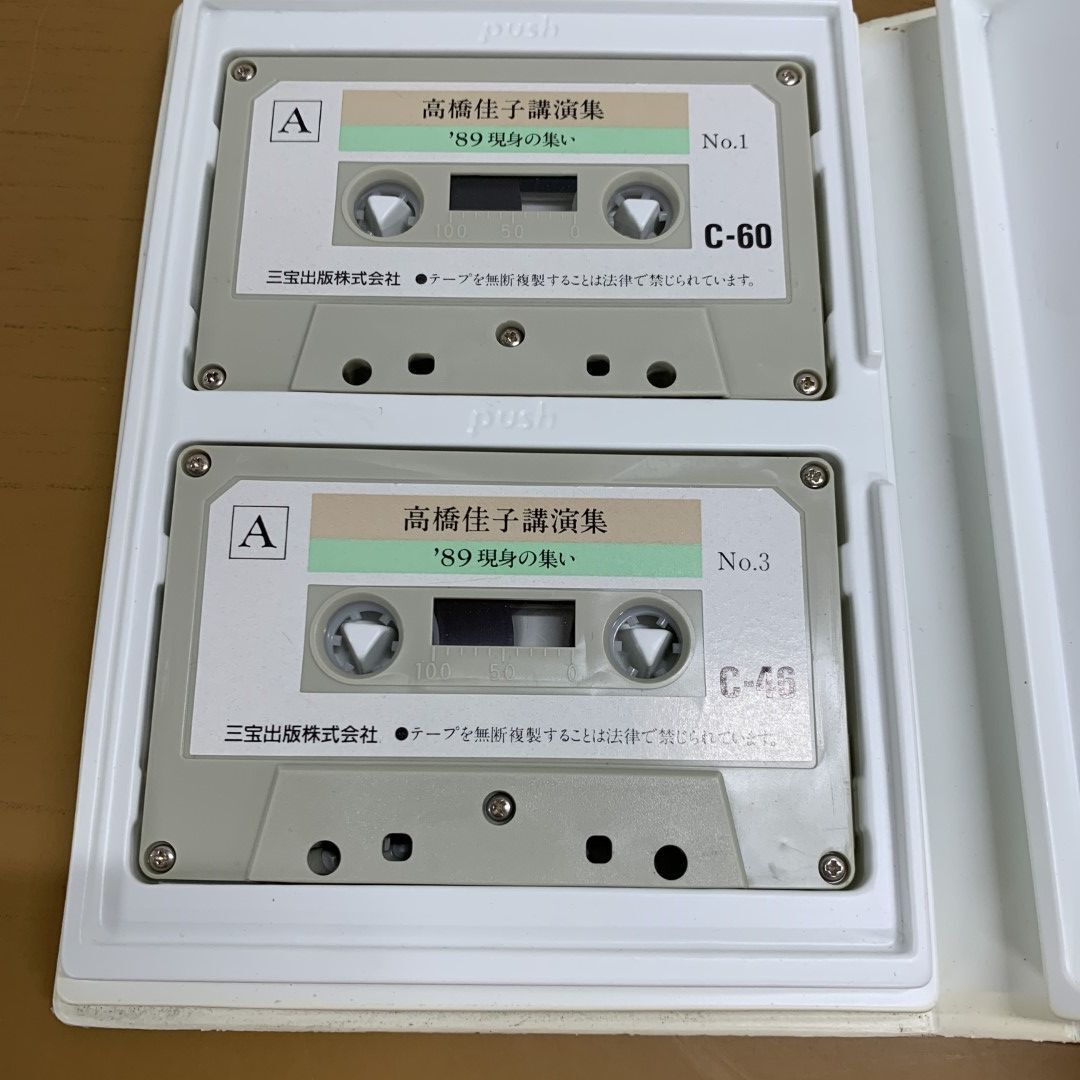 push
A
高橋佳子講演集
'89 現身の集い
No.1
100 50 0
C-60
三宝出版株式会社 ●テープを無断複製することは法律で禁じられています。
push
A
高橋佳子講演集
'89 現身の集い
No.3
100 50 0
C-46
三宝出版株式会社 ●テープを無断複製することは法律で禁じられています。